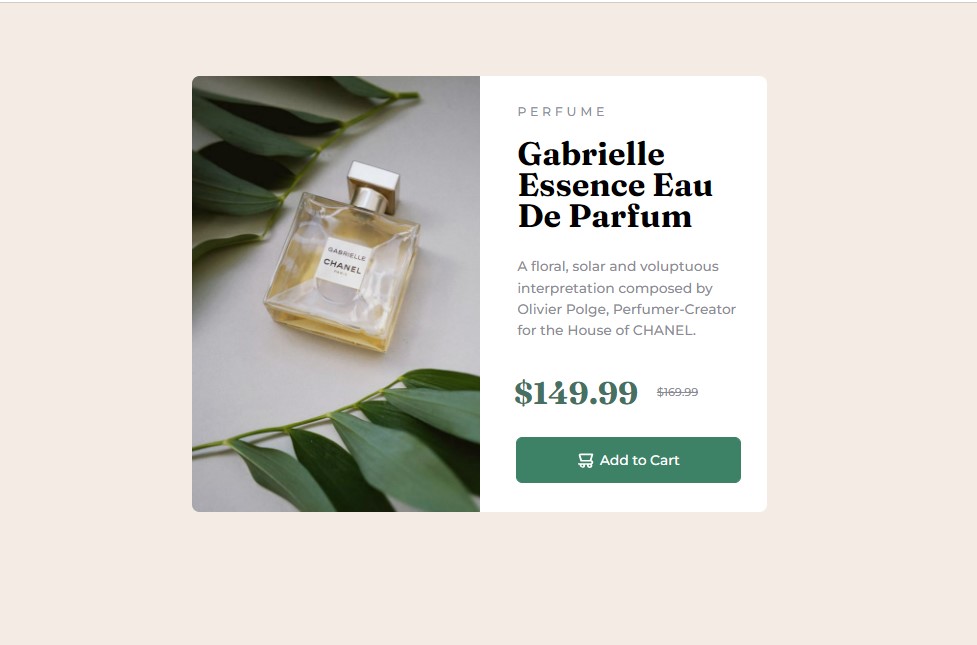 GABRIELLE
CHANEL
PARIS
PERFUME
Gabrielle
Essence Eau
De Parfum
A floral, solar and voluptuous
interpretation composed by
Olivier Polge, Perfumer-Creator
for the House of CHANEL.
$149.99 $169.99
Add to Cart